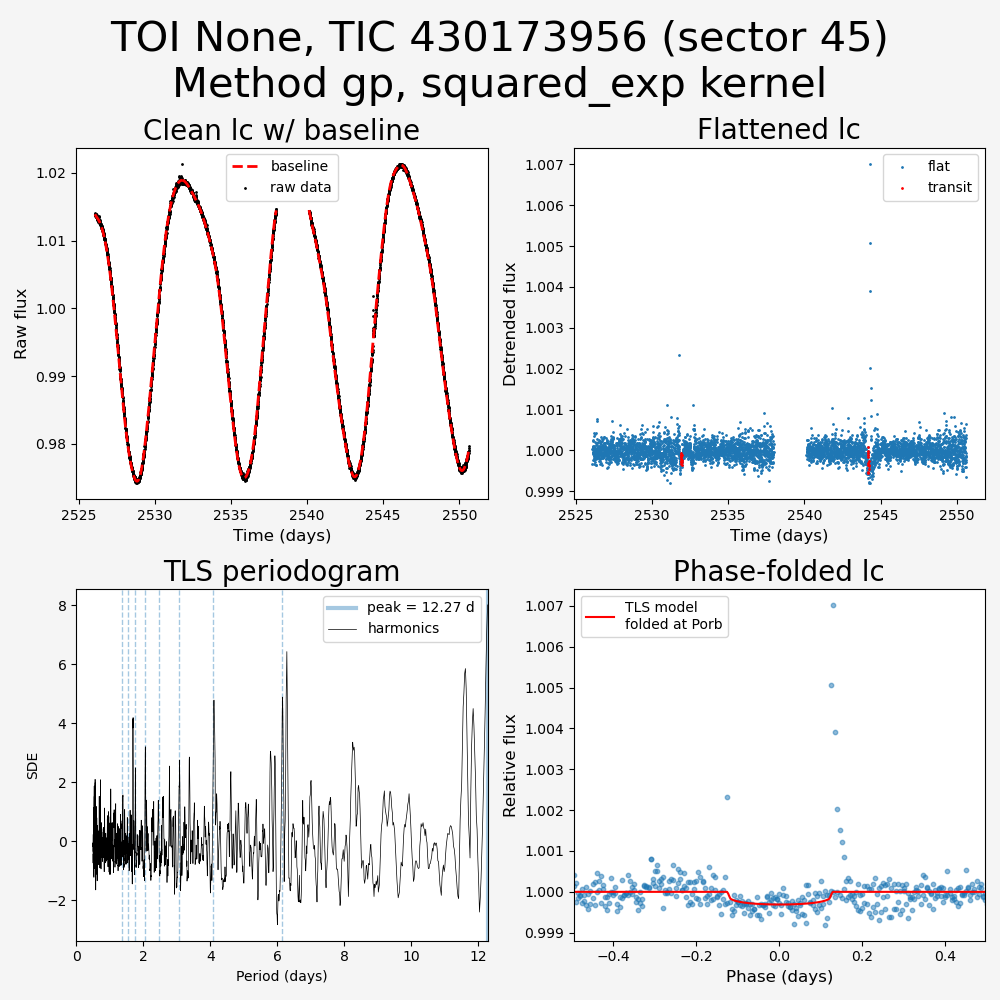 TOI None, TIC 430173956 (sector 45)
Method gp, squared_exp kernel
Clean lc w/ baseline
baseline
raw data
1.02
1.01
1.00
0.99
0.98
Raw flux
2525
2530
2535
2540
2545
2550
Time (days)
Flattened lc
flat
transit
1.007
1.006
1.005
1.004
1.003
1.002
1.001
1.000
0.999
Detrended flux
2525
2530
2535
2540
2545
2550
Time (days)
TLS periodogram
peak = 12.27 d
harmonics
8
6
4
2
0
−2
SDE
0
2
4
6
8
10
12
Period (days)
Phase-folded lc
TLS model
folded at Porb
1.007
1.006
1.005
1.004
1.003
1.002
1.001
1.000
0.999
Relative flux
−0.4
−0.2
0.0
0.2
0.4
Phase (days)